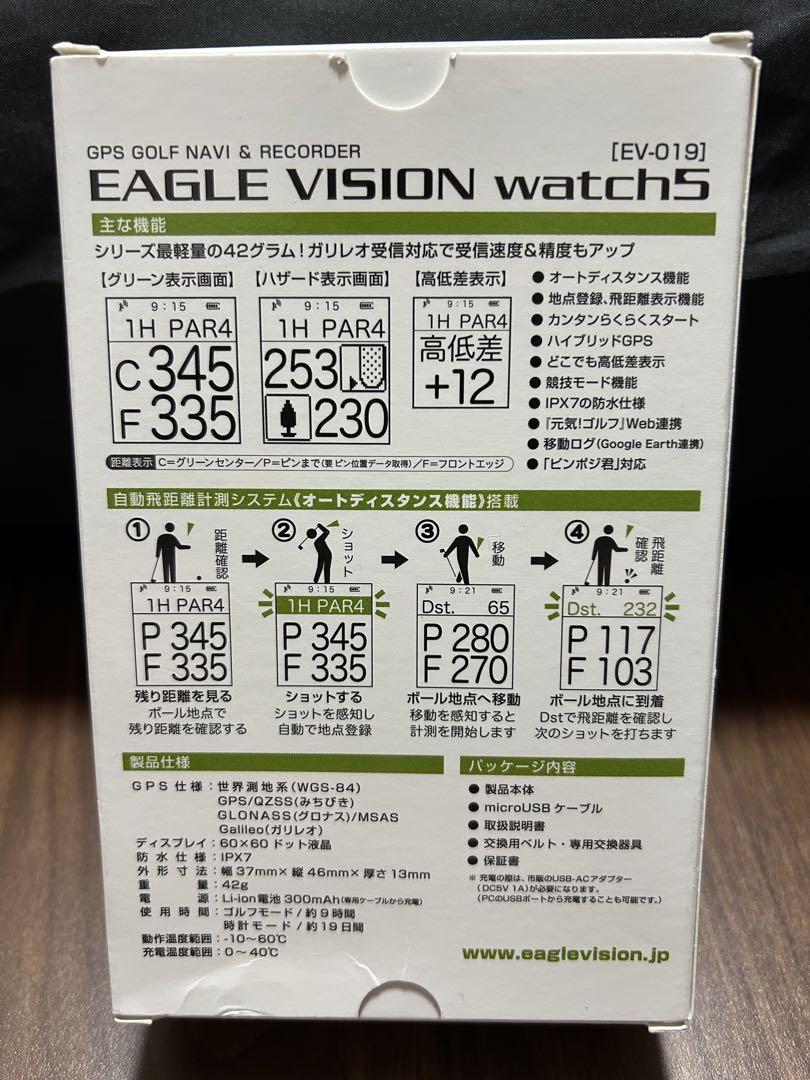 GPS GOLF NAVI & RECORDER
[EV-019]
EAGLE VISION watch5
主な機能
シリーズ最軽量の42グラム！ガリレオ受信対応で受信速度&精度もアップ
【グリーン表示画面】
9:15
1H PAR4
C 345
F 335
【ハザード表示画面】
9:15
1H PAR4
253
230
【高低差表示】
9:15
1H PAR4
高低差
+12
● オートディスタンス機能
● 地点登録、飛距離表示機能
● カンタンらくらくスタート
● ハイブリッドGPS
● どこでも高低差表示
● 競技モード機能
● IPX7の防水仕様
● 『元気！ゴルフ』Web連携
● 移動ログ(Google Earth連携)
● 「ピンポジ君」対応
距離表示 C=グリーンセンター/P=ピンまで(要 ピン位置データ取得)/F=フロントエッジ
自動飛距離計測システム《オートディスタンス機能》搭載
① 距離確認
9:15
1H PAR4
P 345
F 335
残り距離を見る
ボール地点で
残り距離を確認する
② ショット
9:15
1H PAR4
P 345
F 335
ショットする
ショットを感知し
自動で地点登録
③ 移動
9:21
Dst. 65
P 280
F 270
ボール地点へ移動
移動を感知すると
計測を開始します
④ 飛距離確認
9:21
Dst. 232
P 117
F 103
ボール地点に到着
Dstで飛距離を確認し
次のショットを打ちます
製品仕様
GPS仕様：世界測地系(WGS-84)
GPS/QZSS(みちびき)
GLONASS(グロナス)/MSAS
Galileo(ガリレオ)
ディスプレイ：60×60ドット液晶
防水仕様：IPX7
外形寸法：幅37mm×縦46mm×厚さ13mm
重量：42g
電源：Li-ion電池 300mAh(専用ケーブルから充電)
使用時間：ゴルフモード/約9時間
時計モード/約19日間
動作温度範囲：-10～60℃
充電温度範囲：0～40℃
パッケージ内容
● 製品本体
● microUSB ケーブル
● 取扱説明書
● 交換用ベルト・専用交換器具
● 保証書
※ 充電の際は、市販のUSB-ACアダプター
(DC5V 1A)が必要になります。
(PCのUSBポートから充電することも可能です。)
www.eaglevision.jp